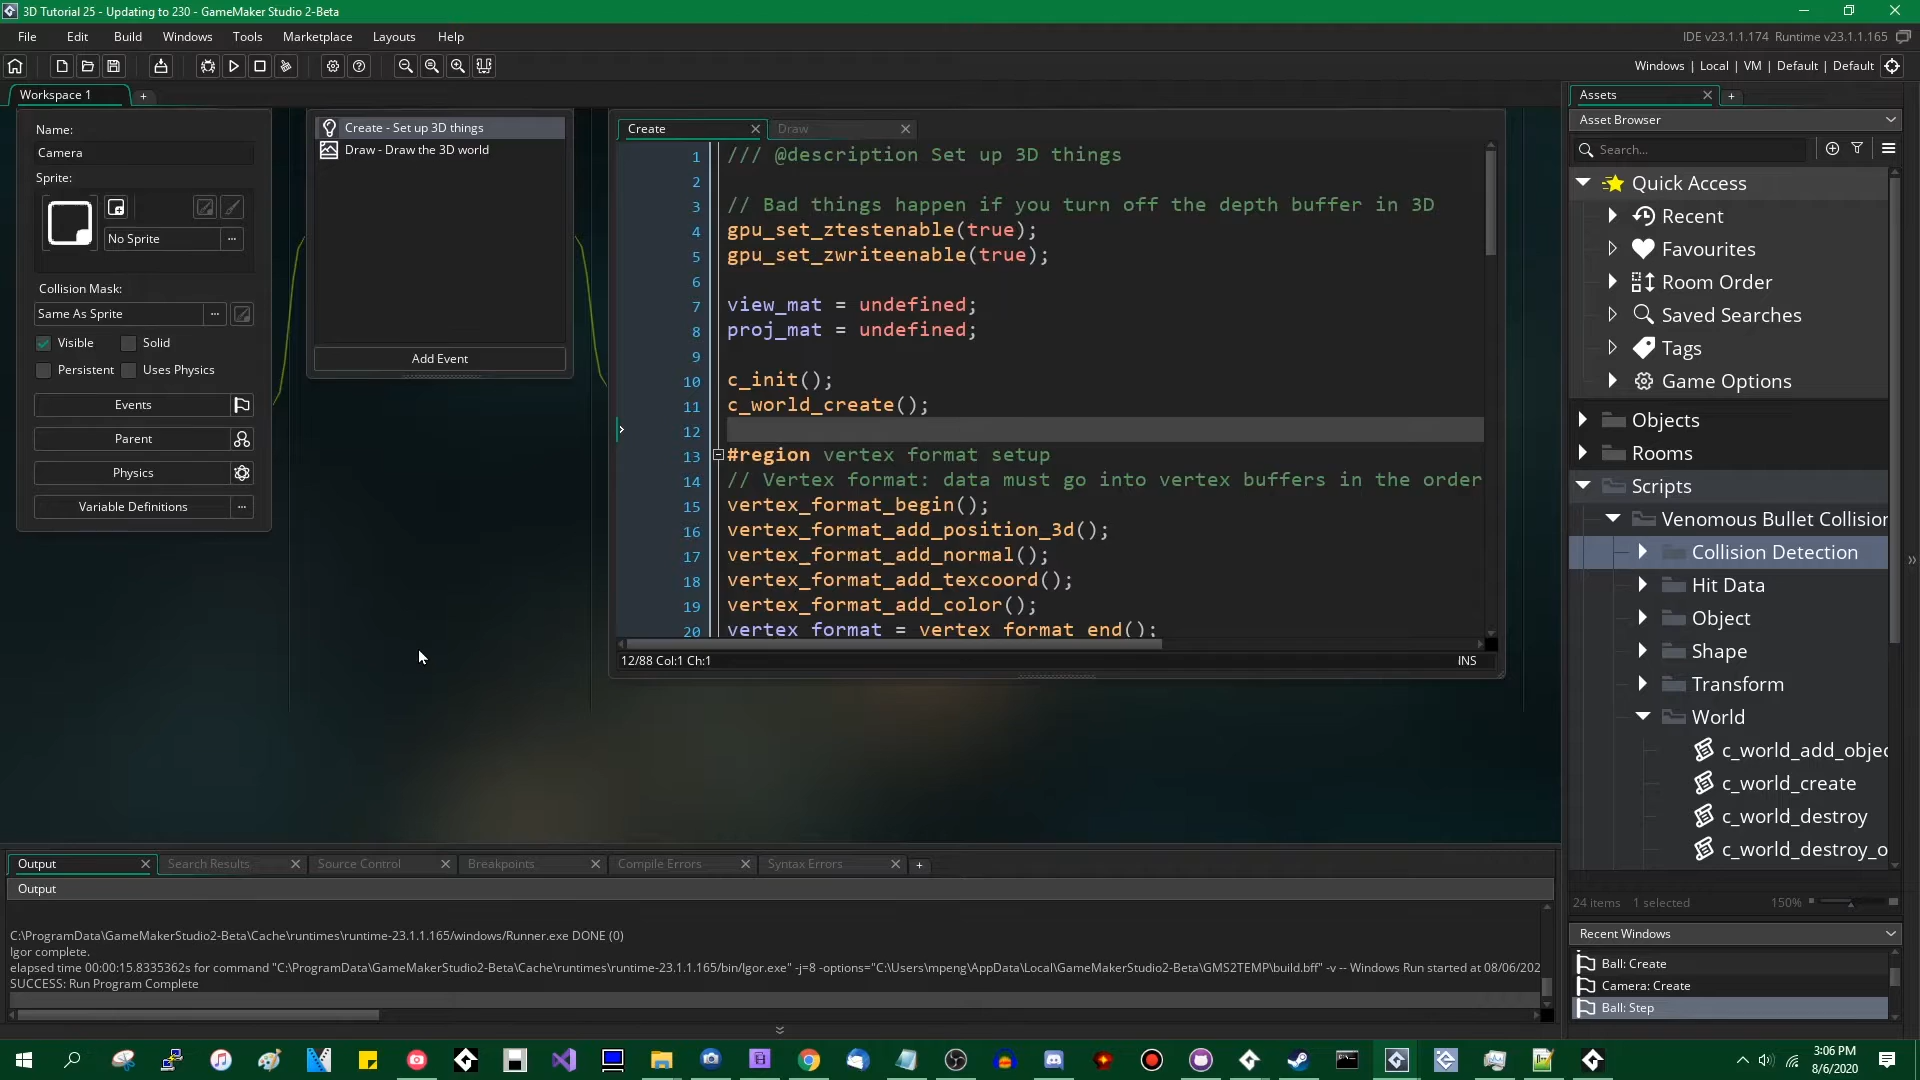 3D Tutorial 25 - Updating to 230 - GameMaker Studio 2-Beta
File Edit Build Windows Tools Marketplace Layouts Help
IDE v23.1.1.174 Runtime v23.1.1.165
Windows | Local | VM | Default | Default
Workspace 1
Name:
Camera
Sprite:
No Sprite
Collision Mask:
Same As Sprite
Visible Solid
Persistent Uses Physics
Events
Parent
Physics
Variable Definitions
Create - Set up 3D things
Draw - Draw the 3D world
Add Event
Create Draw
1 /// @description Set up 3D things
2
3 // Bad things happen if you turn off the depth buffer in 3D
4 gpu_set_ztestenable(true);
5 gpu_set_zwriteenable(true);
6
7 view_mat = undefined;
8 proj_mat = undefined;
9
10 c_init();
11 c_world_create();
12
13 #region vertex format setup
14 // Vertex format: data must go into vertex buffers in the order
15 vertex_format_begin();
16 vertex_format_add_position_3d();
17 vertex_format_add_normal();
18 vertex_format_add_texcoord();
19 vertex_format_add_color();
20 vertex_format = vertex_format_end();
12/88 Col:1 Ch:1 INS
Assets
Asset Browser
Search...
Quick Access
Recent
Favourites
Room Order
Saved Searches
Tags
Game Options
Objects
Rooms
Scripts
Venomous Bullet Collision
Collision Detection
Hit Data
Object
Shape
Transform
World
c_world_add_objec
c_world_create
c_world_destroy
c_world_destroy_o
24 items 1 selected 150%
Recent Windows
Ball: Create
Camera: Create
Ball: Step
Output Search Results Source Control Breakpoints Compile Errors Syntax Errors
Output
C:\ProgramData\GameMakerStudio2-Beta\Cache\runtimes\runtime-23.1.1.165/windows/Runner.exe DONE (0)
Igor complete.
elapsed time 00:00:15.8335362s for command "C:\ProgramData\GameMakerStudio2-Beta\Cache\runtimes\runtime-23.1.1.165/bin/Igor.exe" -j=8 -options="C:\Users\mpeng\AppData\Local\GameMakerStudio2-Beta\GMS2TEMP\build.bff" -v -- Windows Run started at 08/06/202
SUCCESS: Run Program Complete
3:06 PM
8/6/2020